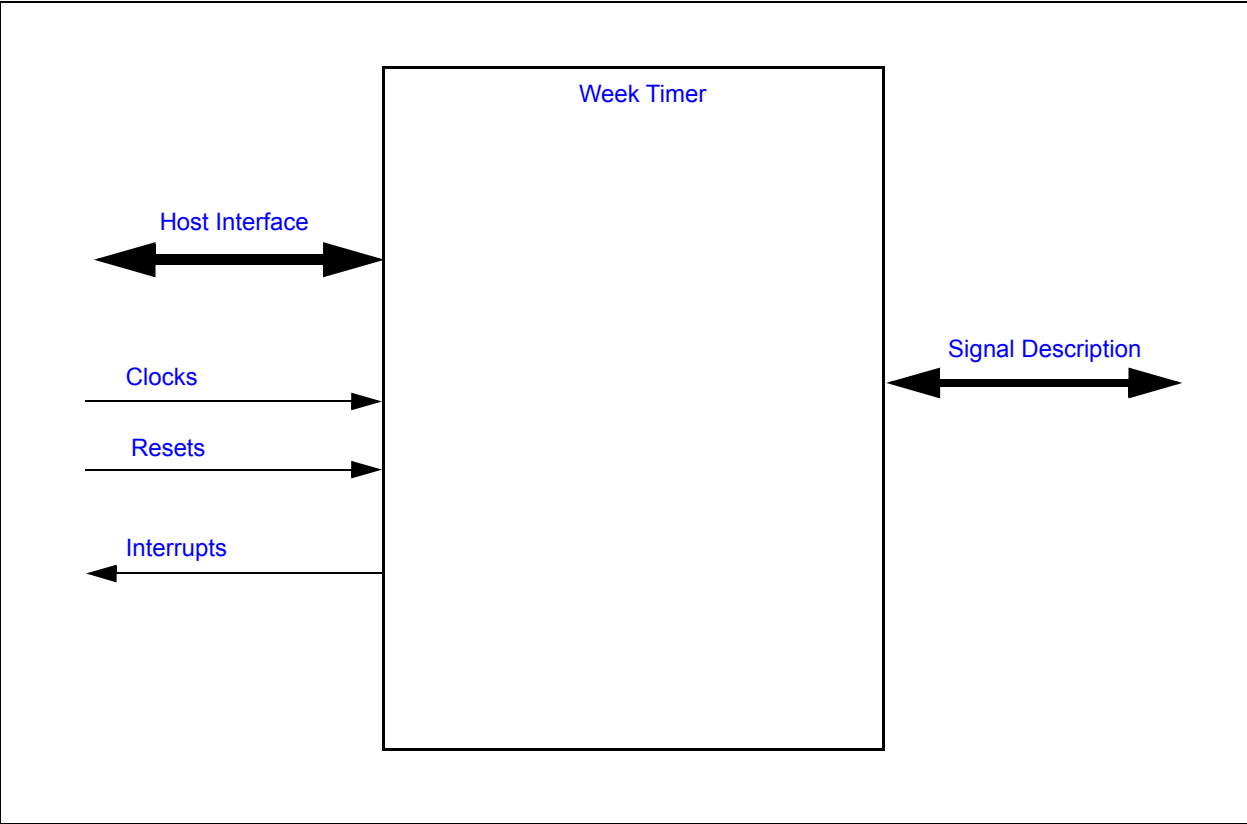 Week Timer
Host Interface
Signal Description
Clocks
Resets
Interrupts